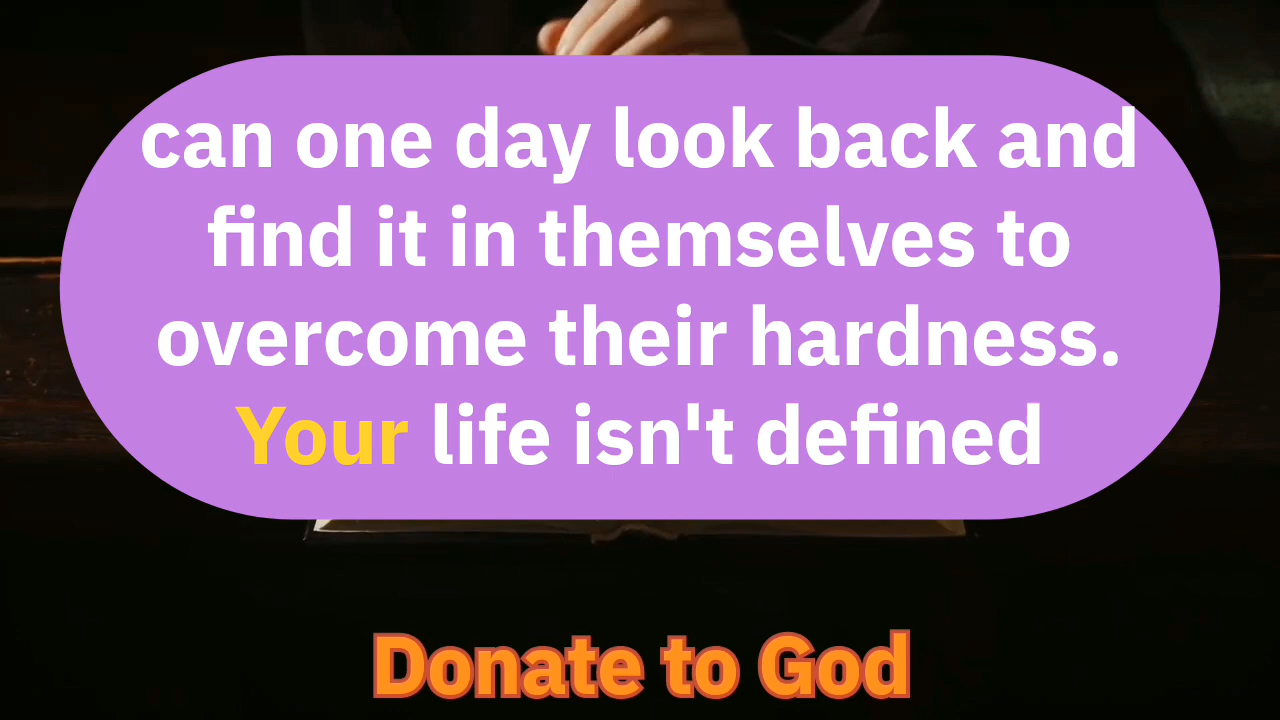 can one day look back and
find it in themselves to
overcome their hardness.
Your life isn't defined
Donate to God